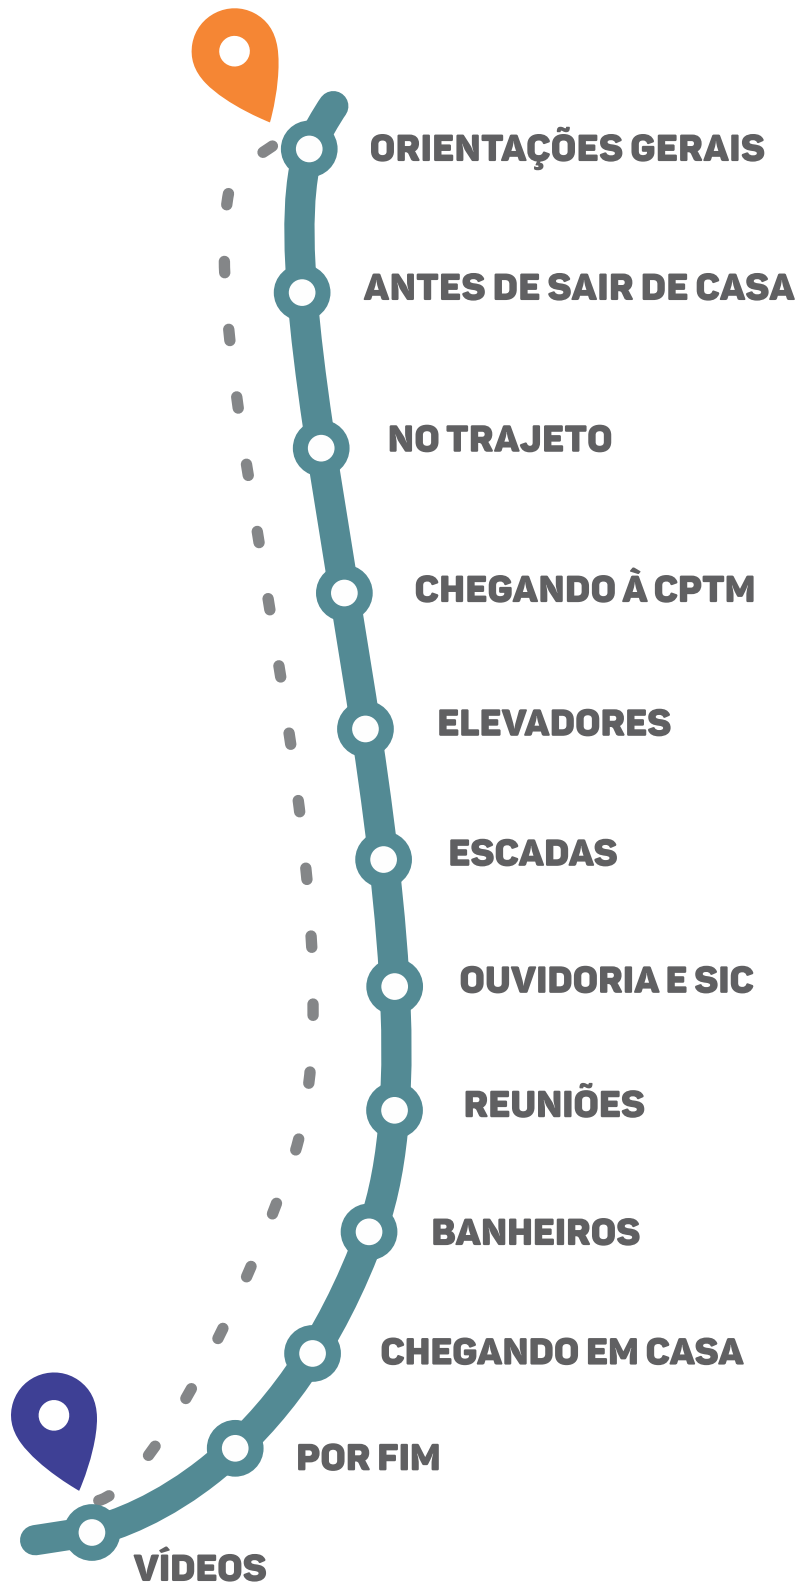 ORIENTAÇÕES GERAIS
ANTES DE SAIR DE CASA
NO TRAJETO
CHEGANDO À CPTM
ELEVADORES
ESCADAS
OUVIDORIA E SIC
REUNIÕES
BANHEIROS
CHEGANDO EM CASA
POR FIM
VÍDEOS